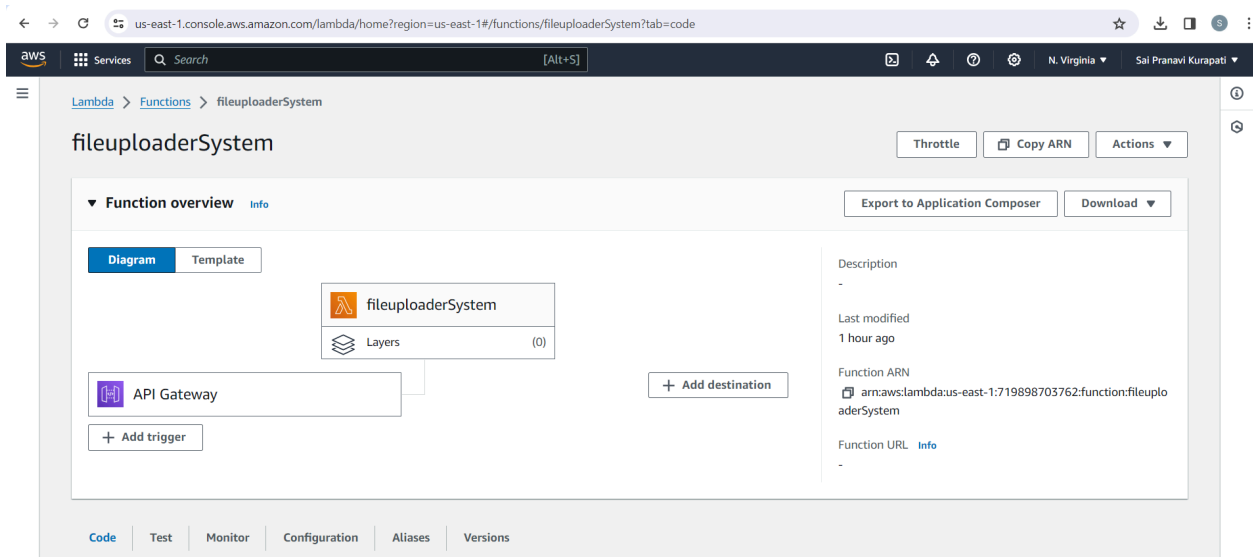 us-east-1.console.aws.amazon.com/lambda/home?region=us-east-1#/functions/fileuploaderSystem?tab=code
S
aws Services Search [Alt+S] N. Virginia ▼ Sai Pranavi Kurapati ▼
Lambda > Functions > fileuploaderSystem
fileuploaderSystem
Throttle Copy ARN Actions ▼
▼ Function overview Info
Export to Application Composer Download ▼
Diagram Template
fileuploaderSystem
Layers (0)
API Gateway
+ Add trigger
+ Add destination
Description
-
Last modified
1 hour ago
Function ARN
arn:aws:lambda:us-east-1:719898703762:function:fileuplo
aderSystem
Function URL Info
-
Code Test Monitor Configuration Aliases Versions